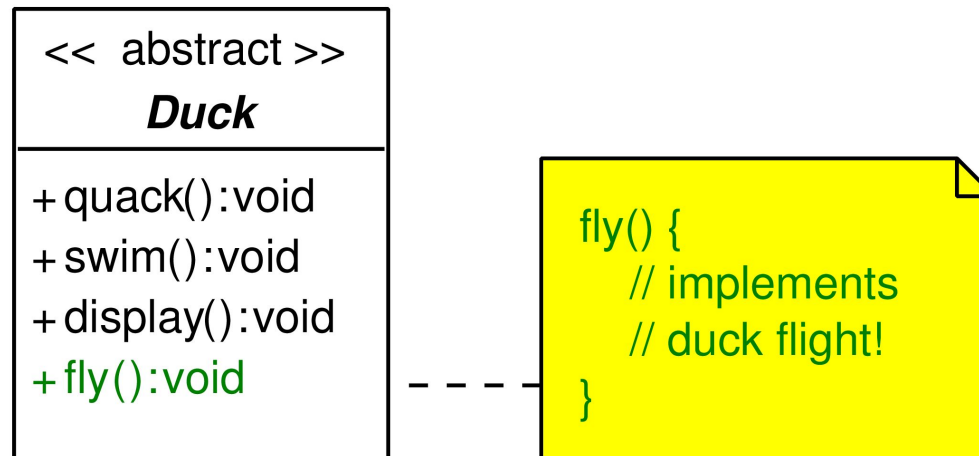 << abstract >>
Duck
+quack():void
+swim():void
+display():void
+fly():void
fly() {
// implements
// duck flight!
}